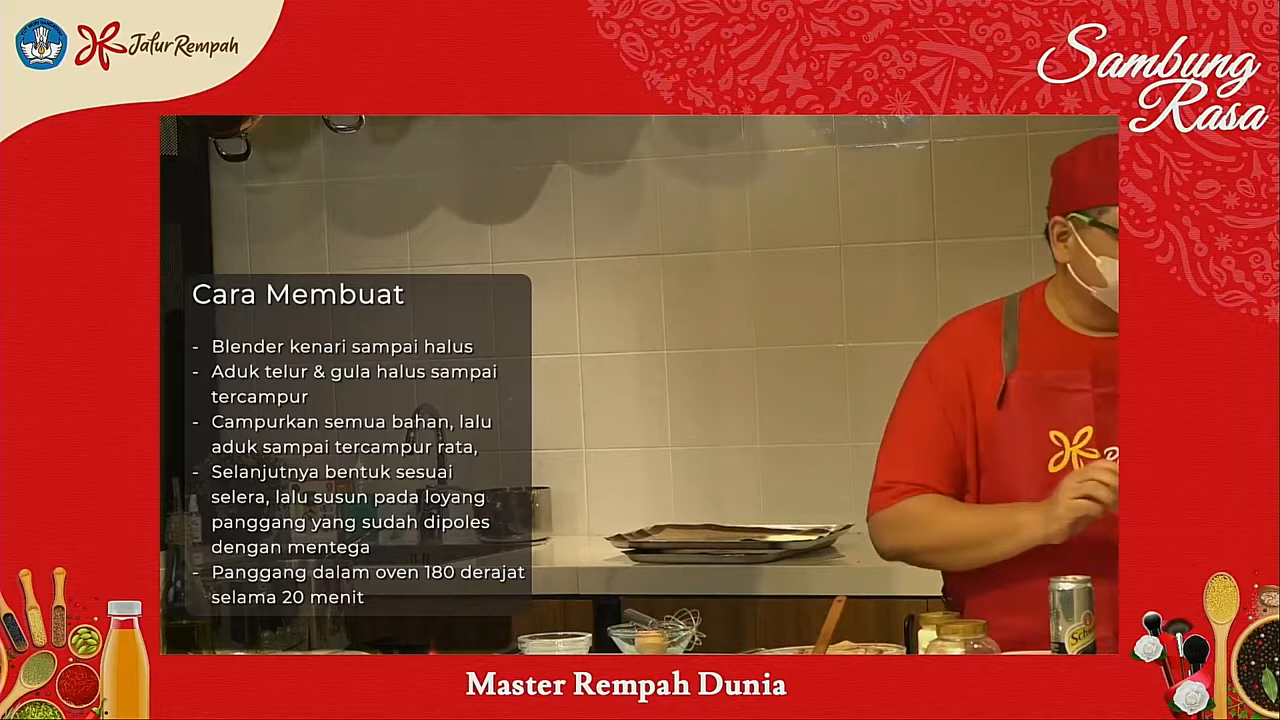 Jalur Rempah
Sambung
Rasa
Cara Membuat
- Blender kenari sampai halus
- Aduk telur & gula halus sampai
tercampur
- Campurkan semua bahan, lalu
aduk sampai tercampur rata,
- Selanjutnya bentuk sesuai
selera, lalu susun pada loyang
panggang yang sudah dipoles
dengan mentega
- Panggang dalam oven 180 derajat
selama 20 menit
Master Rempah Dunia